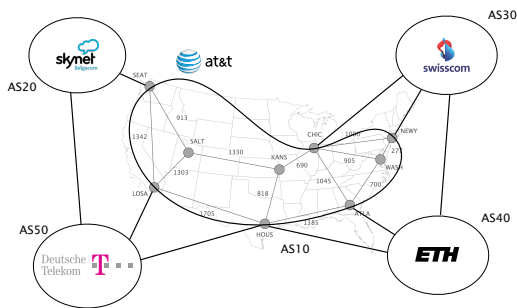 AS30
skynet
belgacom
at&t
swisscom
SEAT
AS20
913
1000
NEWY
1342
CHIC
277
SALT
1330
KANS
690
905
WASH
1303
1045
700
LOSA
818
ATLA
1705
1385
AS40
AS50
HOUS
AS10
Deutsche
Telekom
T
ETH